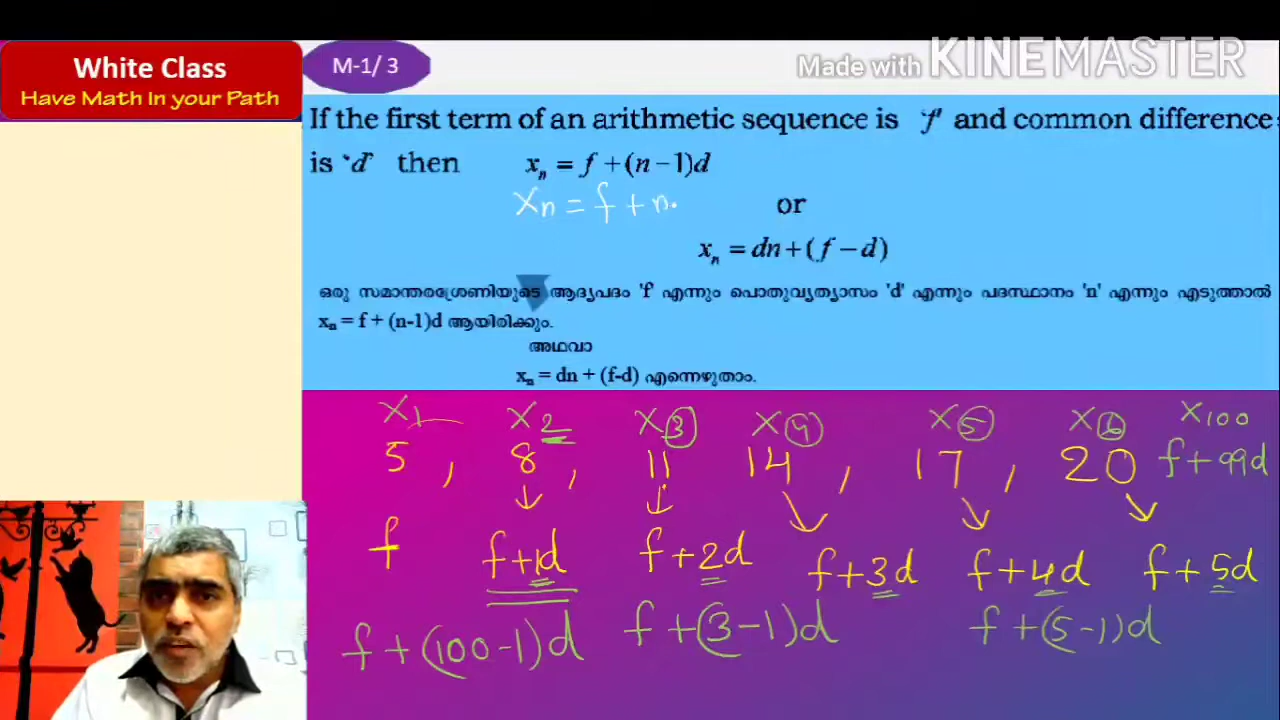 White Class
Have Math in your Path
M-1/ 3
Made with KINEMASTER
If the first term of an arithmetic sequence is 'f' and common difference
is 'd' then xₙ = f + (n − 1)d
Xn = f + n.
or
xₙ = dn + ( f − d)
ഒരു സമാന്തരശ്രേണിയുടെ ആദ്യപദം 'f' എന്നും പൊതുവ്യത്യാസം 'd' എന്നും പദസ്ഥാനം 'n' എന്നും എടുത്താൽ
xₙ = f + (n-1)d ആയിരിക്കും.
അഥവാ
xₙ = dn + (f-d) എന്നെഴുതാം.
X1 X2 X3 X4 X5 X6 X100
5 , 8 , 11 14 , 17 , 20 f+99d
f f+1d f+2d f+3d f+4d f+5d
f+(100-1)d f+(3-1)d f+(5-1)d